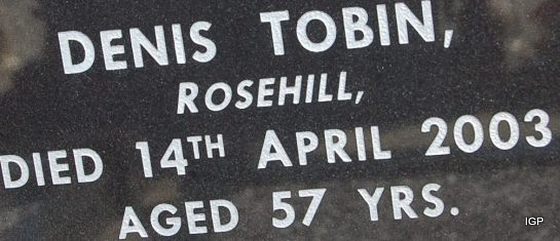 DENIS TOBIN,
ROSEHILL,
DIED 14TH APRIL 2003
AGED 57 YRS.
IGP